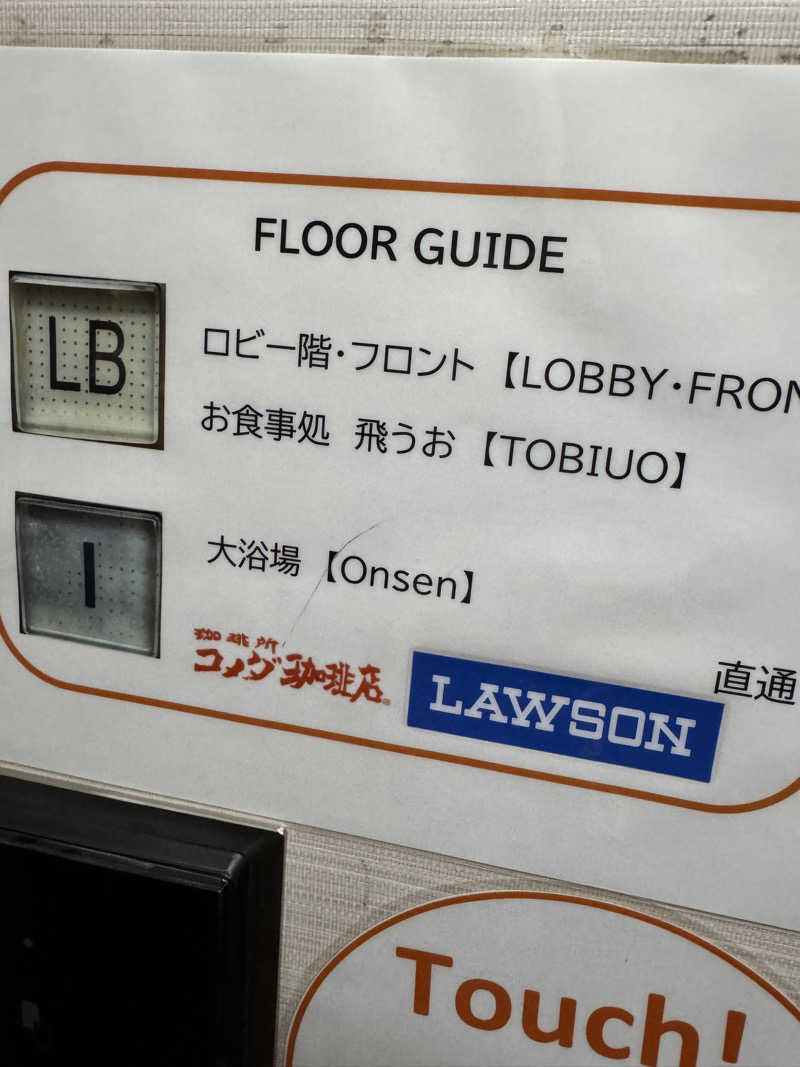 FLOOR GUIDE
LB
ロビー階・フロント 【LOBBY・FRON
お食事処 飛うお 【TOBIUO】
1
大浴場 【Onsen】
珈琲所
コメダ珈琲店
LAWSON
直通
Touch!